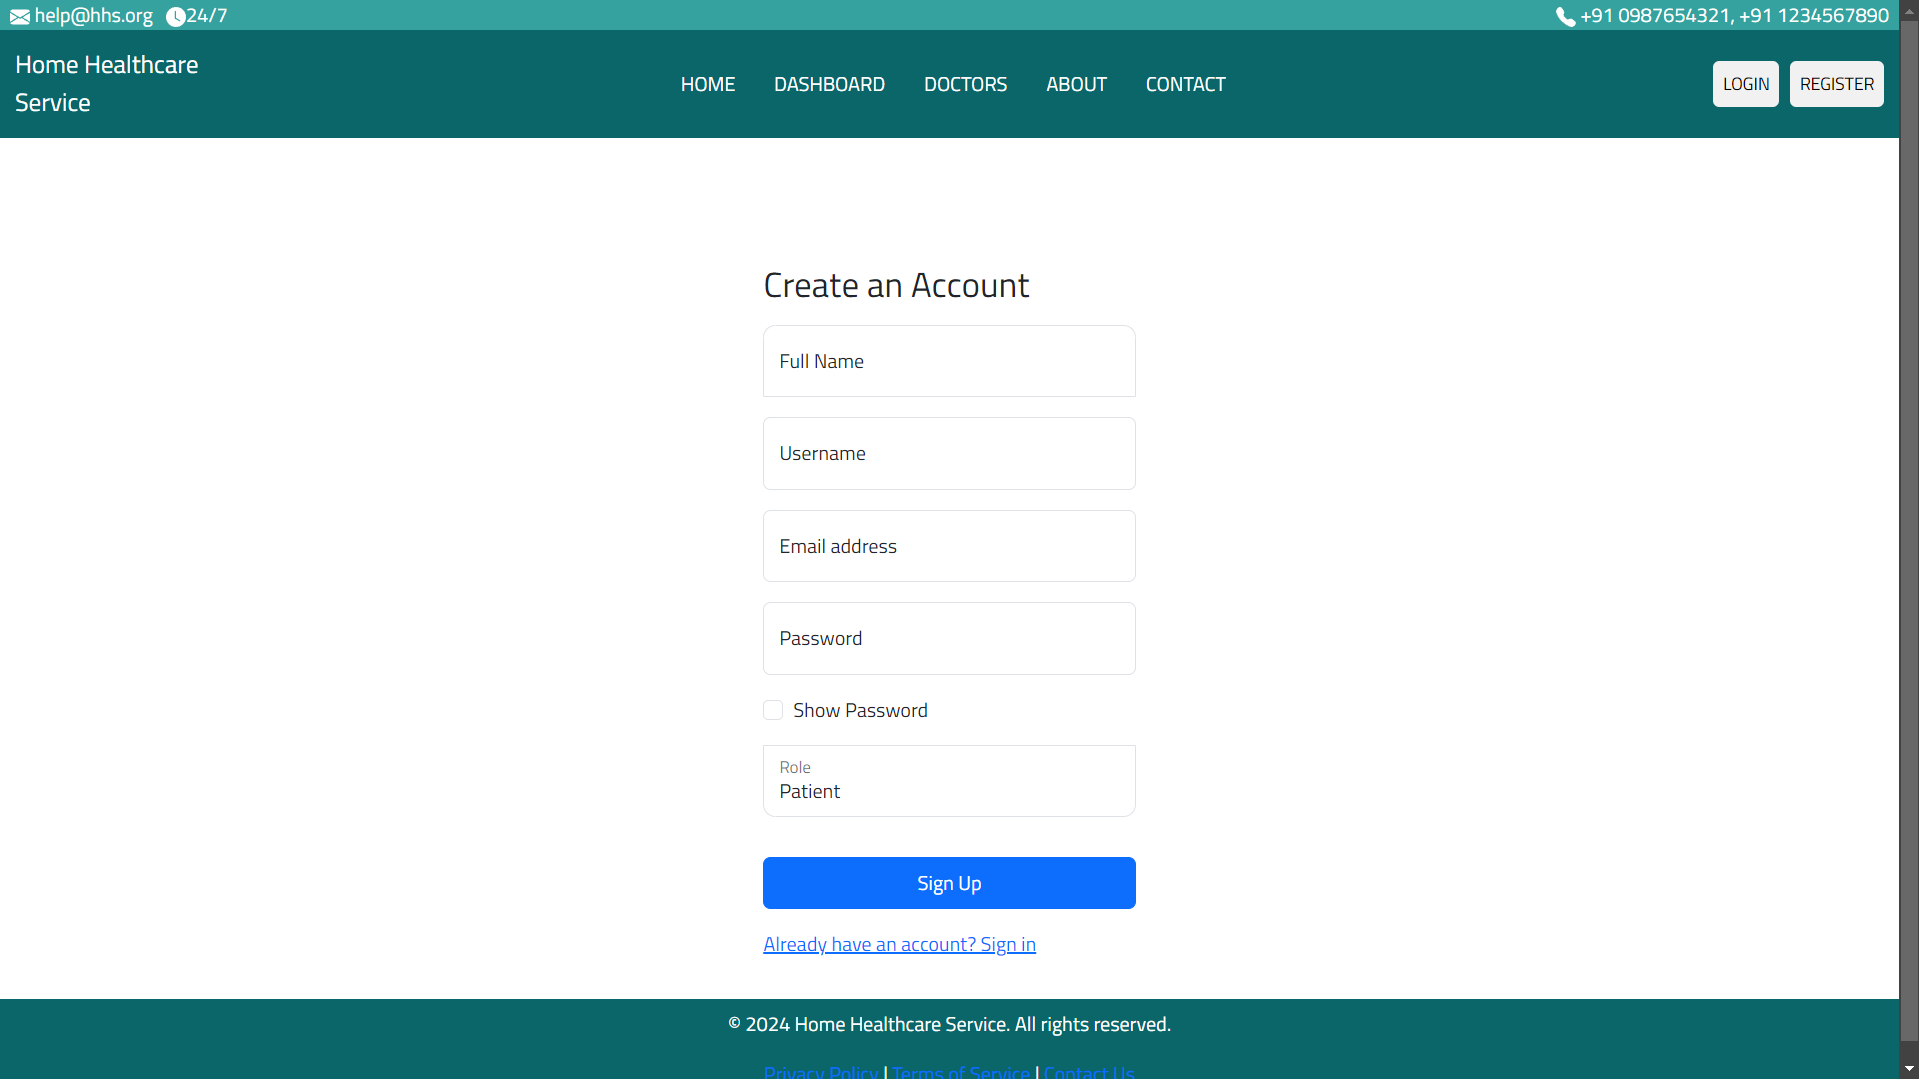 help@hhs.org 24/7
+91 0987654321, +91 1234567890
Home Healthcare
Service
HOME DASHBOARD DOCTORS ABOUT CONTACT
LOGIN REGISTER
Create an Account
Full Name
Username
Email address
Password
Show Password
Role
Patient
Sign Up
Already have an account? Sign in
© 2024 Home Healthcare Service. All rights reserved.
Privacy Policy | Terms of Service | Contact Us